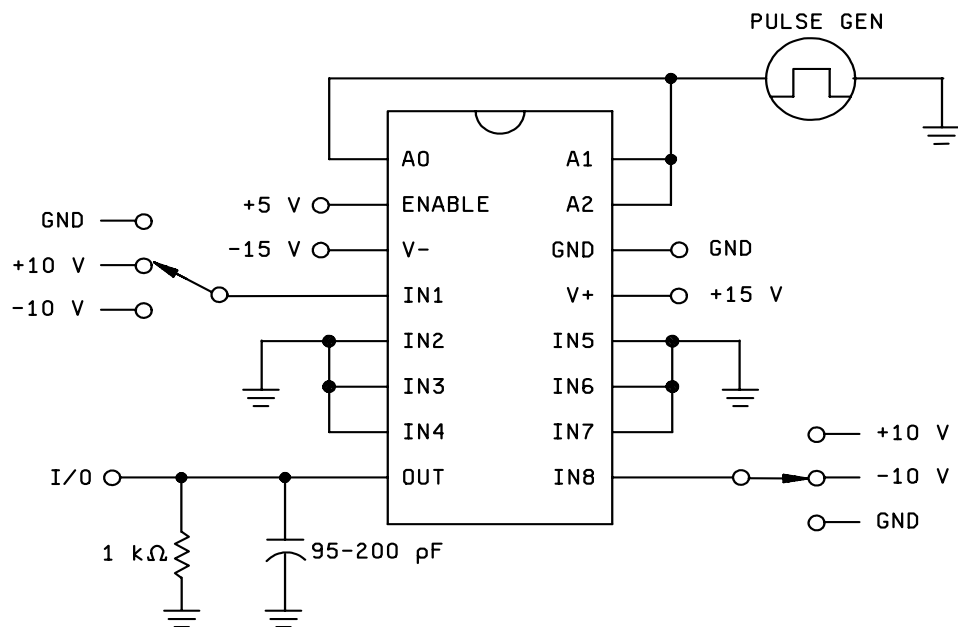 PULSE GEN
A0
A1
+5 V
ENABLE
A2
GND
-15 V
V-
GND
GND
+10 V
-10 V
IN1
V+
+15 V
IN2
IN5
IN3
IN6
IN4
IN7
+10 V
I/O
OUT
IN8
-10 V
GND
1 kΩ
95-200 pF